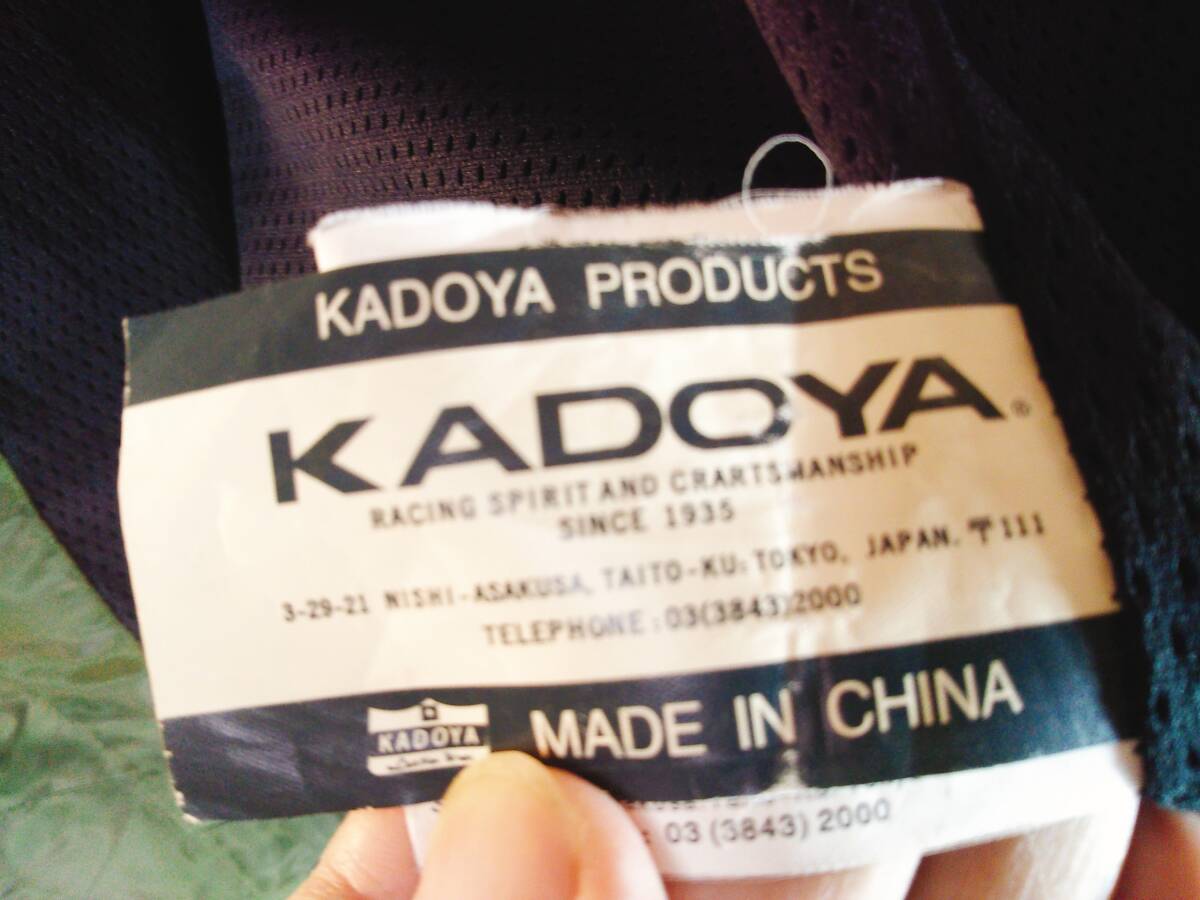 KADOYA PRODUCTS
KADOYA®
RACING SPIRIT AND CRARTSMANSHIP
SINCE 1935
3-29-21 NISHI-ASAKUSA, TAITO-KU: TOKYO, JAPAN. 〒111
TELEPHONE : 03(3843)2000
KADOYA
MADE IN CHINA
: 03 (3843) 2000